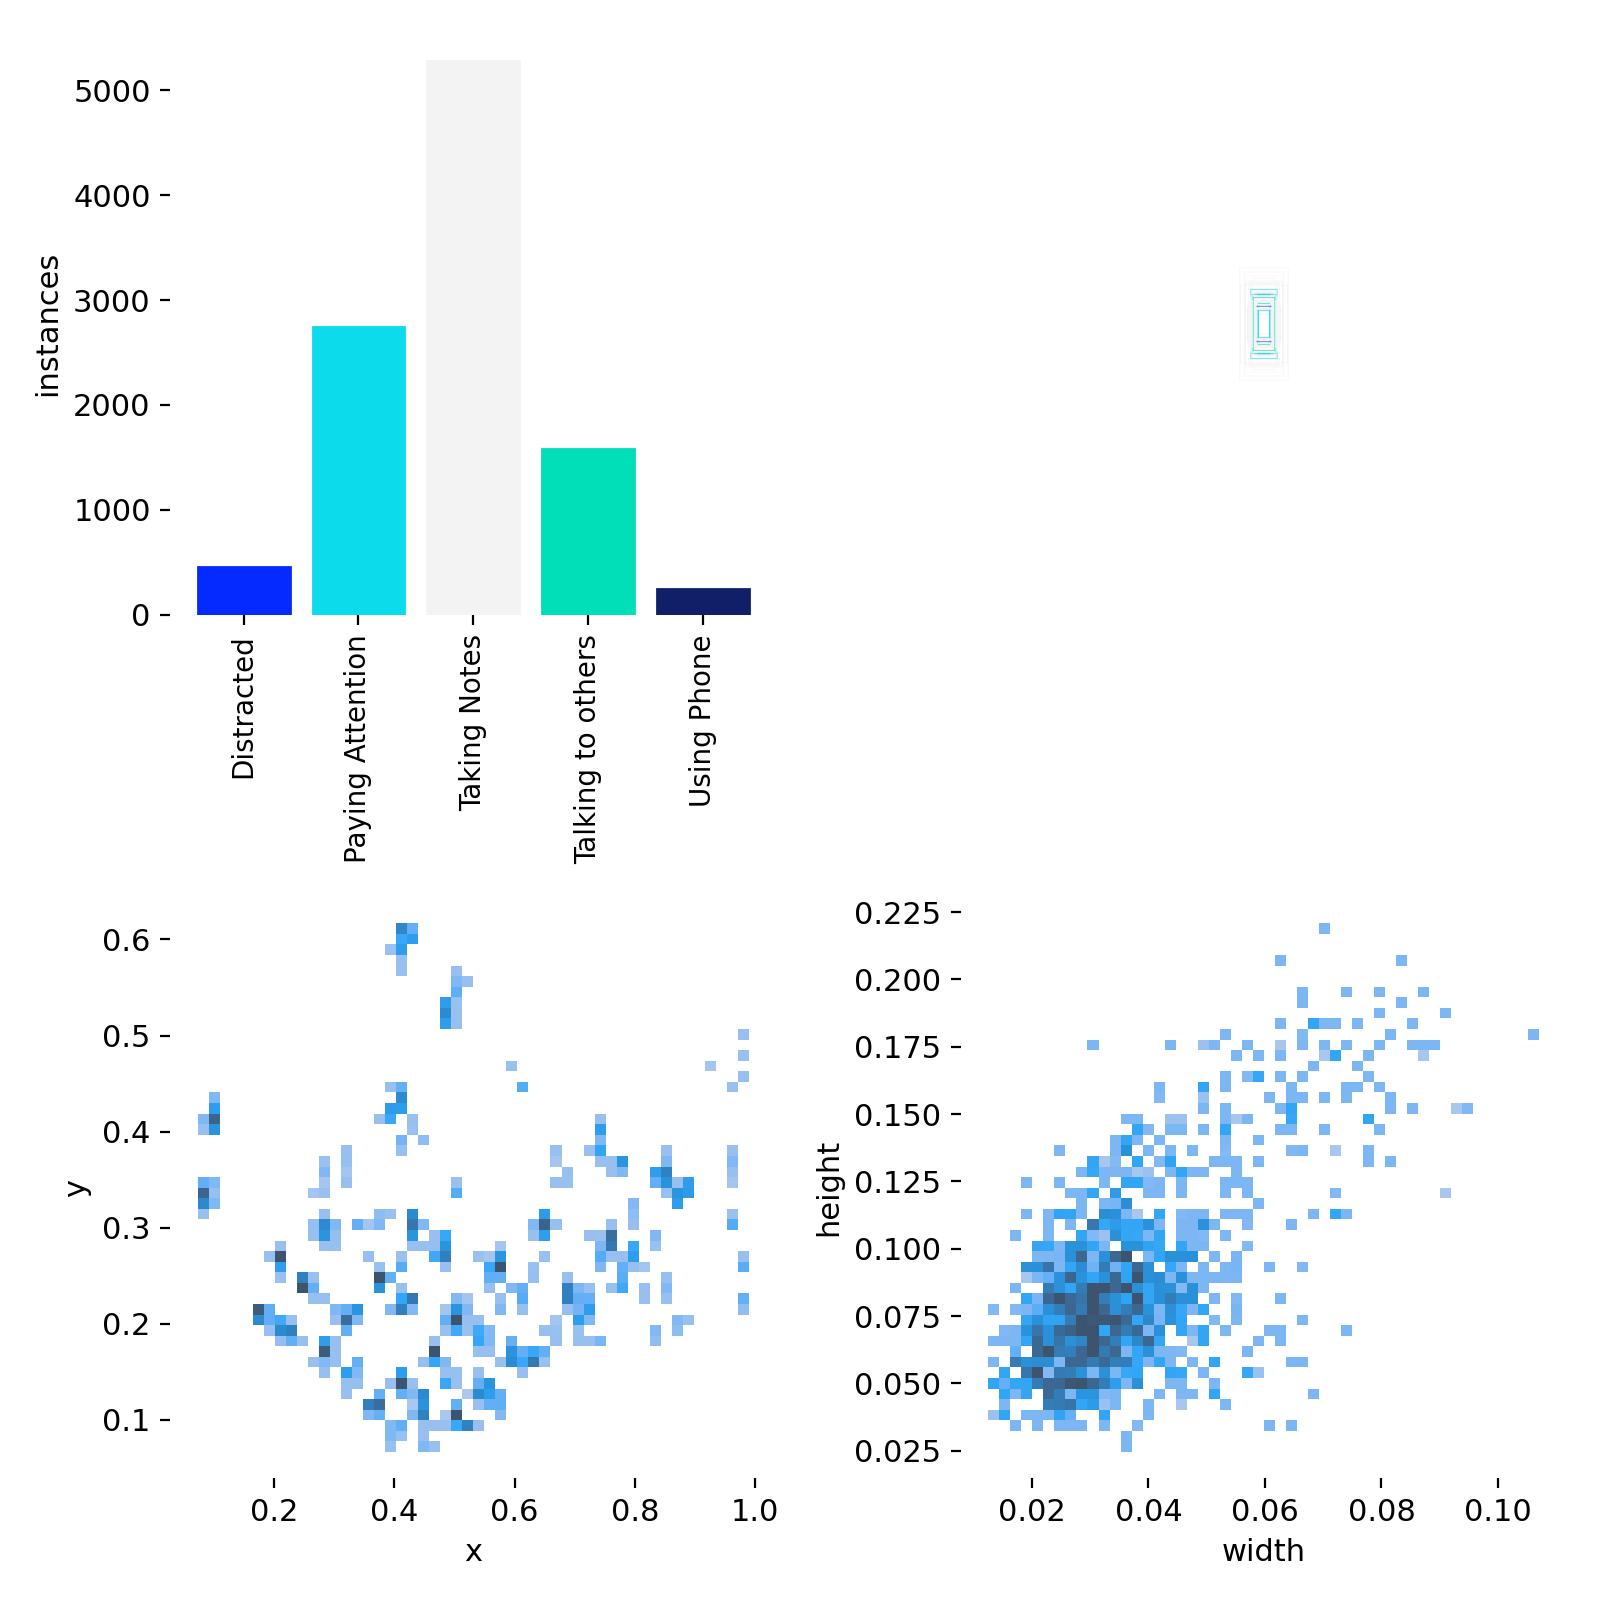 5000
4000
3000
2000
1000
0
instances
Distracted
Paying Attention
Taking Notes
Talking to others
Using Phone
0.6
0.5
0.4
0.3
0.2
0.1
y
0.2 0.4 0.6 0.8 1.0
x
0.225
0.200
0.175
0.150
0.125
0.100
0.075
0.050
0.025
height
0.02 0.04 0.06 0.08 0.10
width